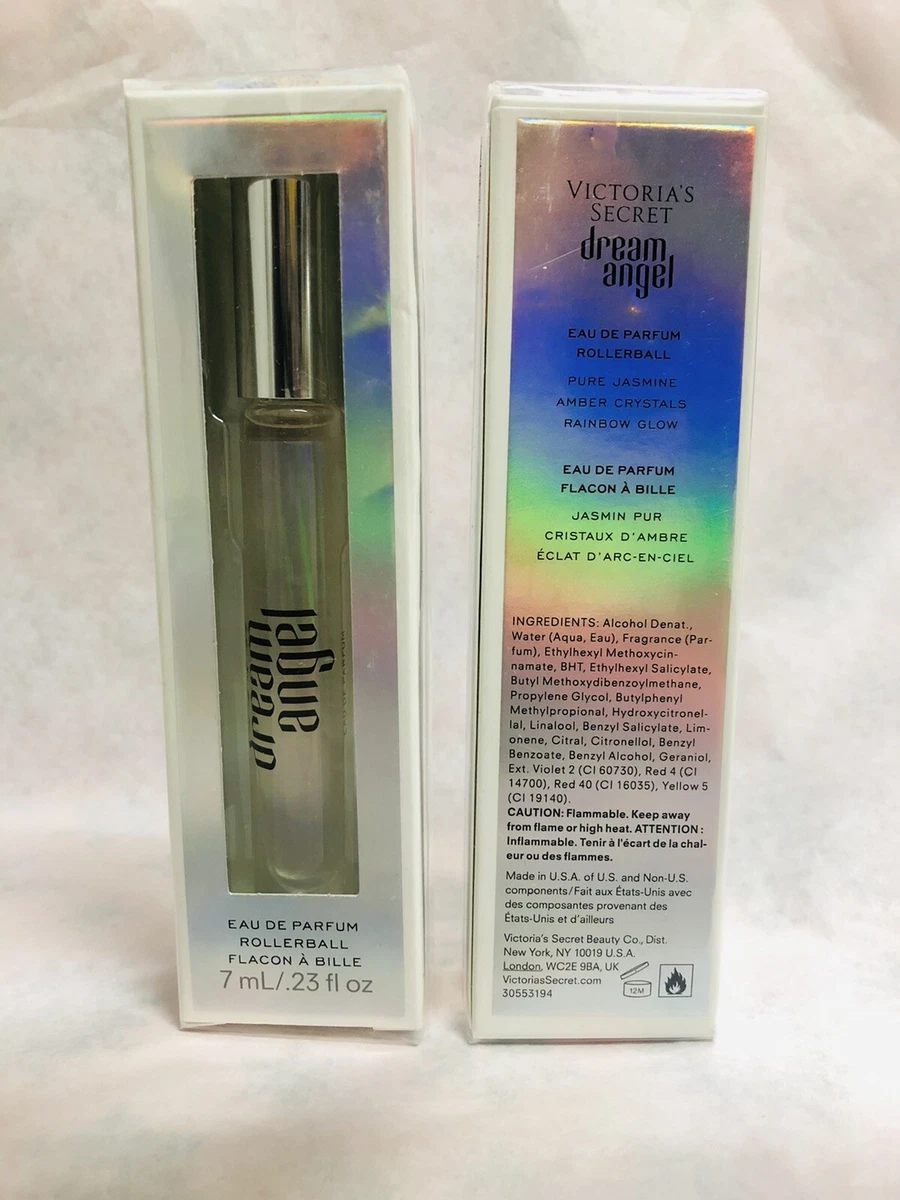 dream
angel
EAU DE PARFUM
EAU DE PARFUM
ROLLERBALL
FLACON À BILLE
7 mL/.23 fl oz
VICTORIA'S
SECRET
dream
angel
EAU DE PARFUM
ROLLERBALL
PURE JASMINE
AMBER CRYSTALS
RAINBOW GLOW
EAU DE PARFUM
FLACON À BILLE
JASMIN PUR
CRISTAUX D'AMBRE
ÉCLAT D'ARC-EN-CIEL
INGREDIENTS: Alcohol Denat.,
Water (Aqua, Eau), Fragrance (Par-
fum), Ethylhexyl Methoxycin-
namate, BHT, Ethylhexyl Salicylate,
Butyl Methoxydibenzoylmethane,
Propylene Glycol, Butylphenyl
Methylpropional, Hydroxycitronel-
lal, Linalool, Benzyl Salicylate, Lim-
onene, Citral, Citronellol, Benzyl
Benzoate, Benzyl Alcohol, Geraniol,
Ext. Violet 2 (CI 60730), Red 4 (CI
14700), Red 40 (CI 16035), Yellow 5
(CI 19140).
CAUTION: Flammable. Keep away
from flame or high heat. ATTENTION :
Inflammable. Tenir à l'écart de la chal-
eur ou des flammes.
Made in U.S.A. of U.S. and Non-U.S.
components/Fait aux États-Unis avec
des composantes provenant des
États-Unis et d'ailleurs
Victoria's Secret Beauty Co., Dist.
New York, NY 10019 U.S.A.
London, WC2E 9BA, UK
VictoriasSecret.com
30553194
12M